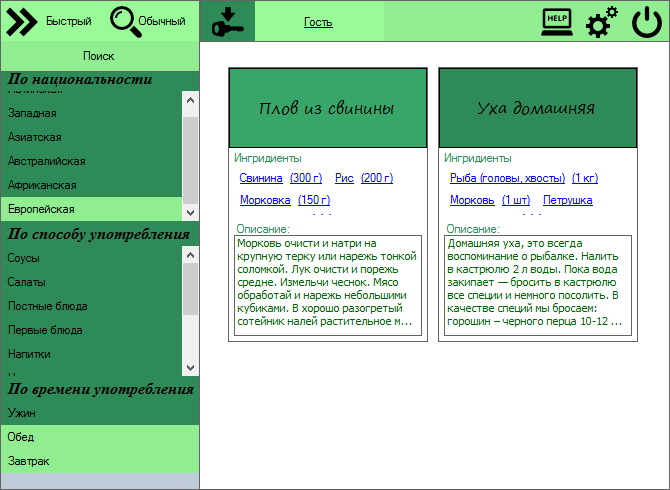 Быстрый
Обычный
Гость
HELP
Поиск
По национальности
Западная
Азиатская
Австралийская
Африканская
Европейская
По способу употребления
Соусы
Салаты
Постные блюда
Первые блюда
Напитки
По времени употребления
Ужин
Обед
Завтрак
Плов из свинины
Ингридиенты
Свинина (300 г) Рис (200 г)
Морковка (150 г)
Описание:
Морковь очисти и натри на
крупную терку или нарежь тонкой
соломкой. Лук очисти и порежь
средне. Измельчи чеснок. Мясо
обработай и нарежь небольшими
кубиками. В хорошо разогретый
сотейник налей растительное м...
Уха домашняя
Ингридиенты
Рыба (головы, хвосты) (1 кг)
Морковь (1 шт) Петрушка
Описание:
Домашняя уха, это всегда
воспоминание о рыбалке. Налить
в кастрюлю 2 л воды. Пока вода
закипает — бросить в кастрюлю
все специи и немного посолить. В
качестве специй мы бросаем:
горошин – черного перца 10-12 ...